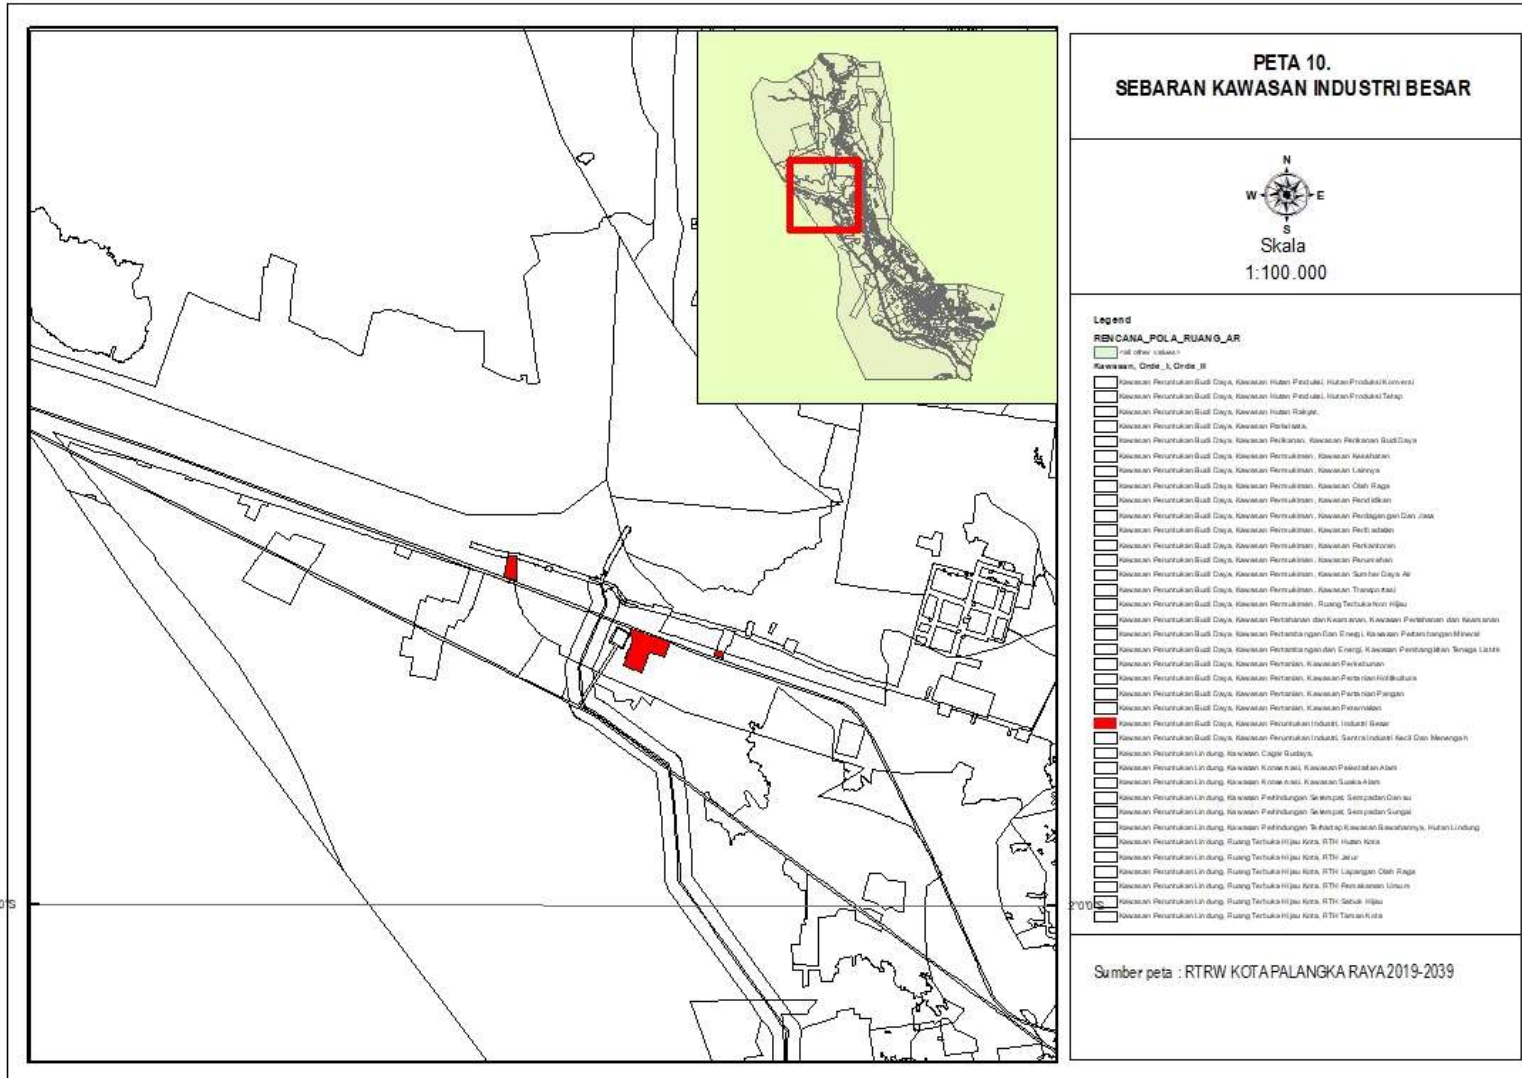 PETA 10.
SEBARAN KAWASAN INDUSTRI BESAR
N
W E
S
Skala
1:100.000
Legend
RENCANA_POLA_RUANG_AR
<all other values>
Kawasan, Orde_I, Orde_III
Kawasan Peruntukan Budi Daya, Kawasan Hutan Produksi, Hutan Produksi Konversi
Kawasan Peruntukan Budi Daya, Kawasan Hutan Produksi, Hutan Produksi Tetap
Kawasan Peruntukan Budi Daya, Kawasan Hutan Rakyat,
Kawasan Peruntukan Budi Daya, Kawasan Pariwisata,
Kawasan Peruntukan Budi Daya, Kawasan Perikanan, Kawasan Perikanan Budi Daya
Kawasan Peruntukan Budi Daya, Kawasan Permukiman, Kawasan Kesehatan
Kawasan Peruntukan Budi Daya, Kawasan Permukiman, Kawasan Lainnya
Kawasan Peruntukan Budi Daya, Kawasan Permukiman, Kawasan Olah Raga
Kawasan Peruntukan Budi Daya, Kawasan Permukiman, Kawasan Pendidikan
Kawasan Peruntukan Budi Daya, Kawasan Permukiman, Kawasan Perdagangan Dan Jasa
Kawasan Peruntukan Budi Daya, Kawasan Permukiman, Kawasan Peribadatan
Kawasan Peruntukan Budi Daya, Kawasan Permukiman, Kawasan Perkantoran
Kawasan Peruntukan Budi Daya, Kawasan Permukiman, Kawasan Perumahan
Kawasan Peruntukan Budi Daya, Kawasan Permukiman, Kawasan Sumber Daya Air
Kawasan Peruntukan Budi Daya, Kawasan Permukiman, Kawasan Transportasi
Kawasan Peruntukan Budi Daya, Kawasan Permukiman, Ruang Terbuka Non Hijau
Kawasan Peruntukan Budi Daya, Kawasan Pertahanan dan Keamanan, Kawasan Pertahanan dan Keamanan
Kawasan Peruntukan Budi Daya, Kawasan Pertambangan Dan Energi, Kawasan Pertambangan Mineral
Kawasan Peruntukan Budi Daya, Kawasan Pertambangan dan Energi, Kawasan Pembangkitan Tenaga Listrik
Kawasan Peruntukan Budi Daya, Kawasan Pertanian, Kawasan Perkebunan
Kawasan Peruntukan Budi Daya, Kawasan Pertanian, Kawasan Pertanian Holtikultura
Kawasan Peruntukan Budi Daya, Kawasan Pertanian, Kawasan Pertanian Pangan
Kawasan Peruntukan Budi Daya, Kawasan Pertanian, Kawasan Peternakan
Kawasan Peruntukan Budi Daya, Kawasan Peruntukan Industri, Industri Besar
Kawasan Peruntukan Budi Daya, Kawasan Peruntukan Industri, Sentra Industri Kecil Dan Menengah
Kawasan Peruntukan Lindung, Kawasan Cagar Budaya,
Kawasan Peruntukan Lindung, Kawasan Konservasi, Kawasan Pelestarian Alam
Kawasan Peruntukan Lindung, Kawasan Konservasi, Kawasan Suaka Alam
Kawasan Peruntukan Lindung, Kawasan Perlindungan Setempat, Sempadan Danau
Kawasan Peruntukan Lindung, Kawasan Perlindungan Setempat, Sempadan Sungai
Kawasan Peruntukan Lindung, Kawasan Perlindungan Terhadap Kawasan Bawahannya, Hutan Lindung
Kawasan Peruntukan Lindung, Ruang Terbuka Hijau Kota, RTH Hutan Kota
Kawasan Peruntukan Lindung, Ruang Terbuka Hijau Kota, RTH Jalur
Kawasan Peruntukan Lindung, Ruang Terbuka Hijau Kota, RTH Lapangan Olah Raga
Kawasan Peruntukan Lindung, Ruang Terbuka Hijau Kota, RTH Pemakaman Umum
Kawasan Peruntukan Lindung, Ruang Terbuka Hijau Kota, RTH Sabuk Hijau
Kawasan Peruntukan Lindung, Ruang Terbuka Hijau Kota, RTH Taman Kota
0"S
2°0'0"S
Sumber peta : RTRW KOTA PALANGKA RAYA 2019-2039